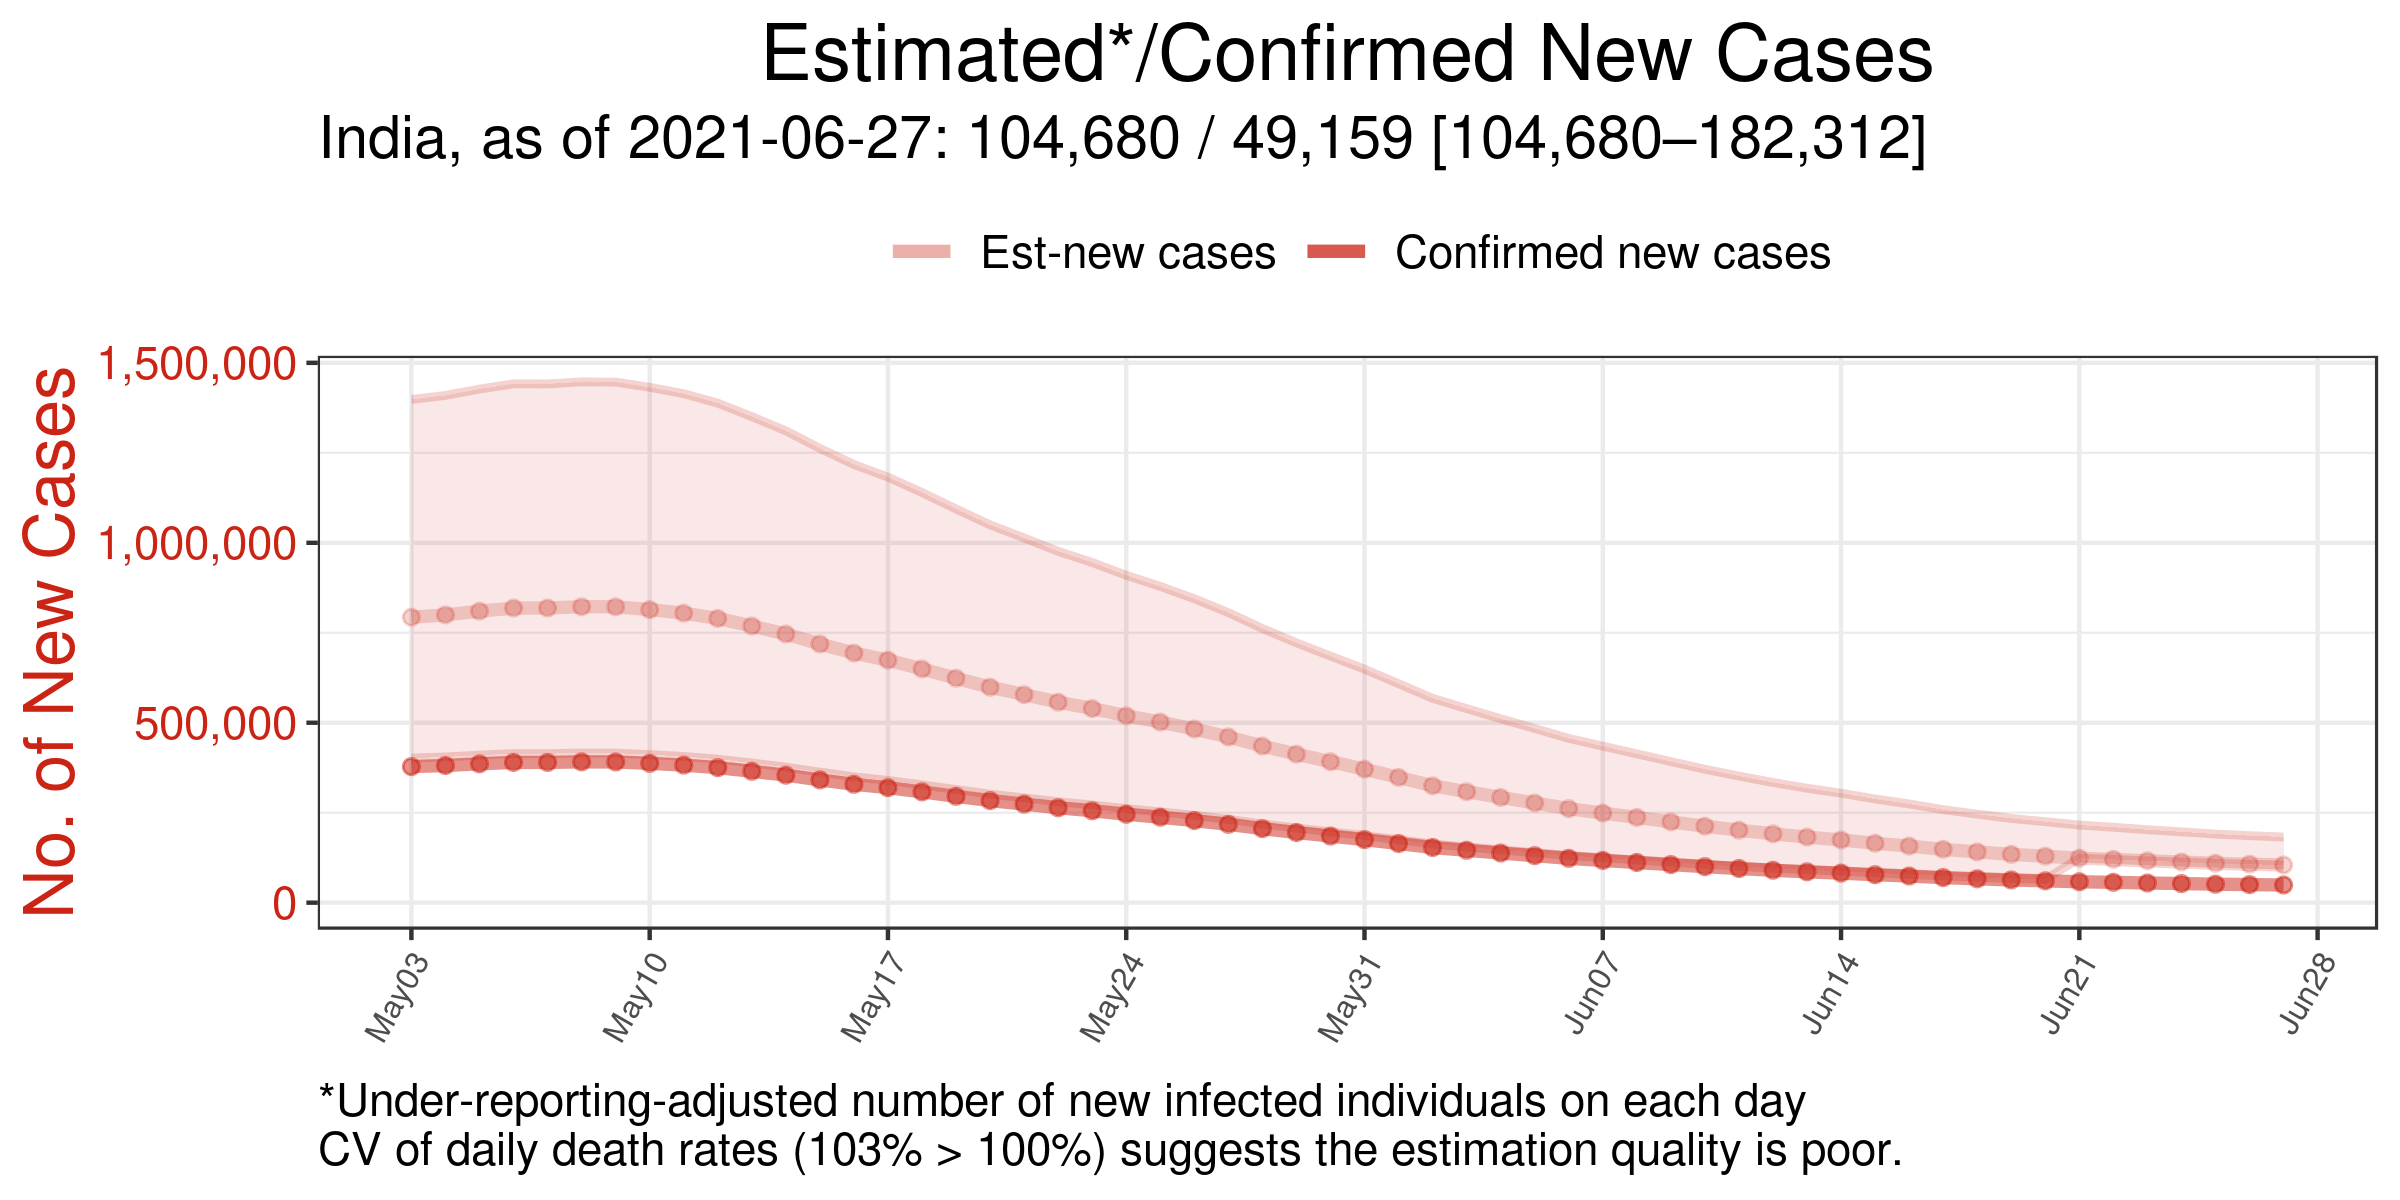 Estimated*/Confirmed New Cases
India, as of 2021-06-27: 104,680 / 49,159 [104,680–182,312]
Est-new cases Confirmed new cases
No. of New Cases
1,500,000
1,000,000
500,000
0
May03 May10 May17 May24 May31 Jun07 Jun14 Jun21 Jun28
*Under-reporting-adjusted number of new infected individuals on each day
CV of daily death rates (103% > 100%) suggests the estimation quality is poor.